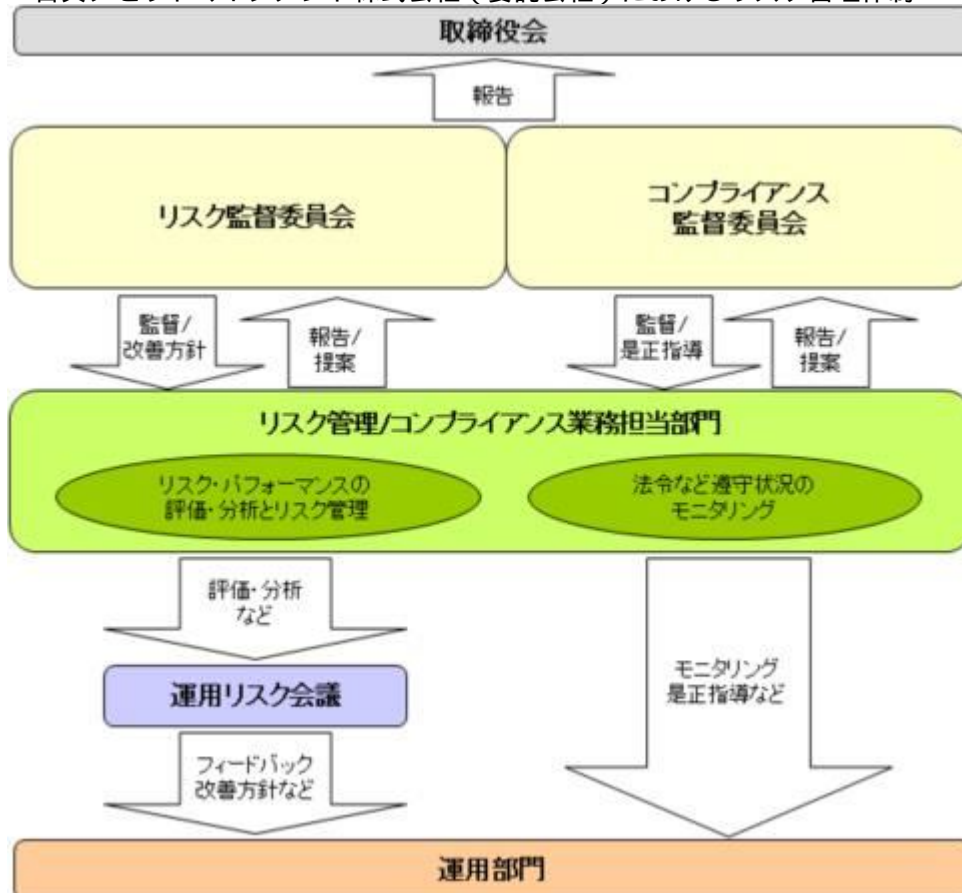 取締役会
報告
リスク監督委員会
コンプライアンス
監督委員会
監督/
改善方針
報告/
提案
監督/
是正指導
報告/
提案
リスク管理/コンプライアンス業務担当部門
リスク・パフォーマンスの
評価・分析とリスク管理
法令など遵守状況の
モニタリング
評価・分析
など
運用リスク会議
モニタリング
是正指導など
フィードバック
改善方針など
運用部門